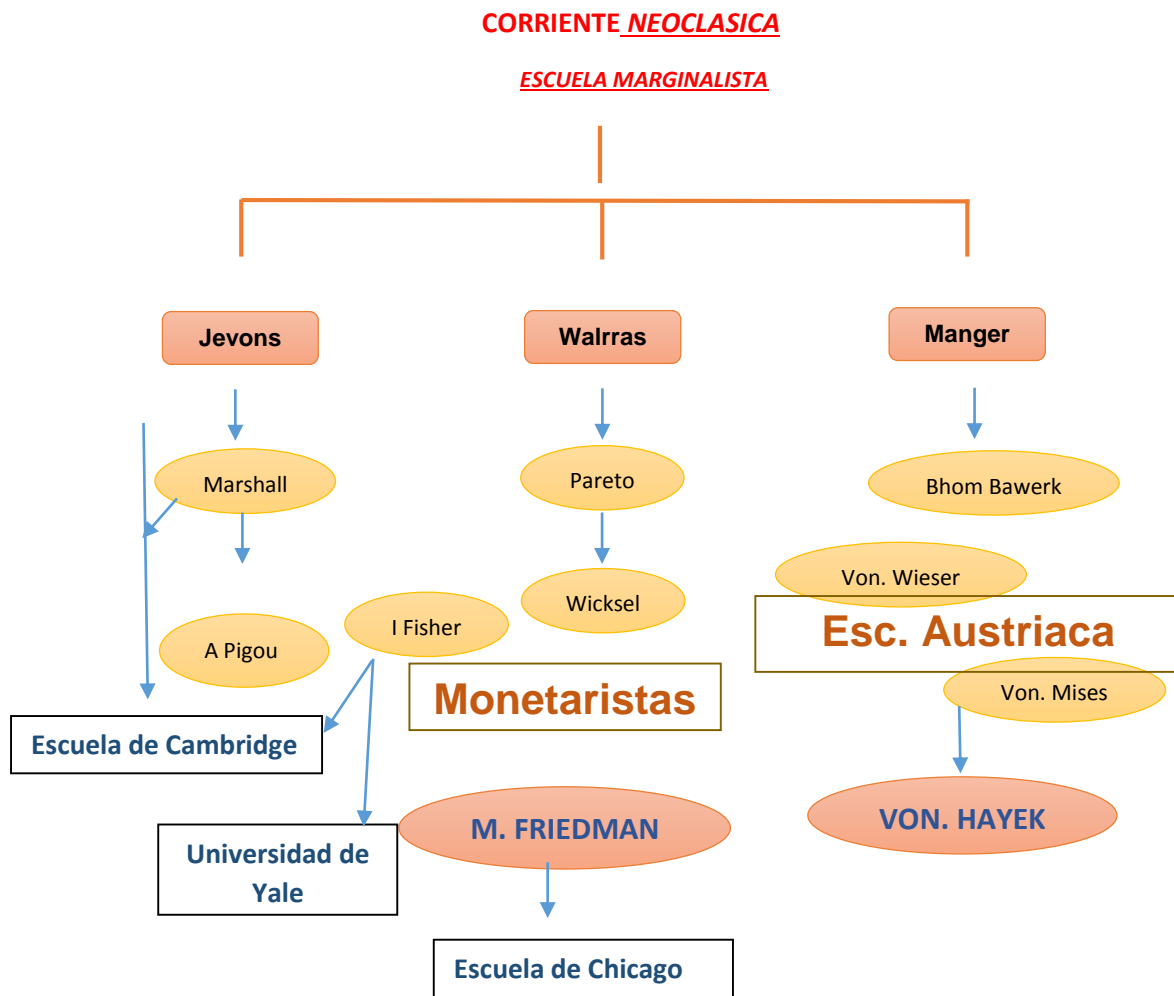 CORRIENTE NEOCLASICA
ESCUELA MARGINALISTA
Jevons
Walrras
Manger
Marshall
Pareto
Bhom Bawerk
Von. Wieser
Wicksel
I Fisher
Esc. Austriaca
A Pigou
Monetaristas
Von. Mises
Escuela de Cambridge
M. FRIEDMAN
VON. HAYEK
Universidad de
Yale
Escuela de Chicago